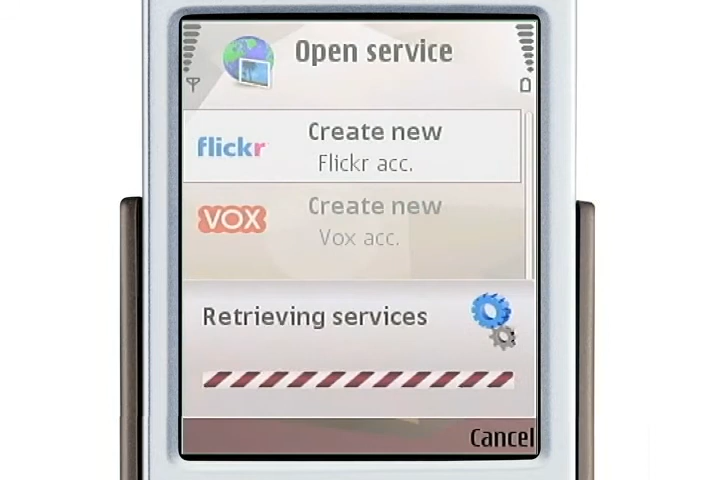 Open service
flickr
Create new
Flickr acc.
VOX
Create new
Vox acc.
Retrieving services
Cancel